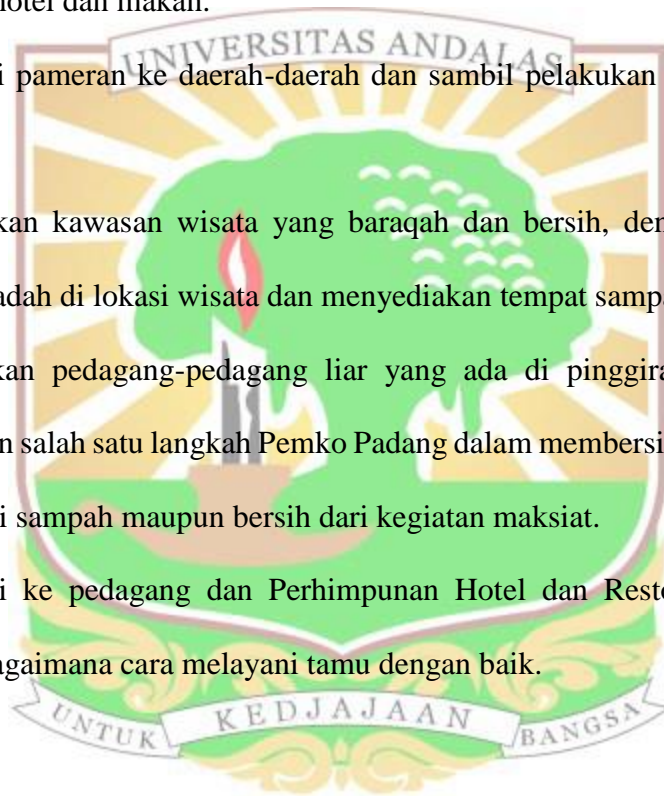 hotel dan makan.
UNIVERSITAS ANDALAS
i pameran ke daerah-daerah dan sambil pelakukan
kan kawasan wisata yang baraqah dan bersih, den
adah di lokasi wisata dan menyediakan tempat sampa
kan pedagang-pedagang liar yang ada di pinggira
n salah satu langkah Pemko Padang dalam membersi
i sampah maupun bersih dari kegiatan maksiat.
i ke pedagang dan Perhimpunan Hotel dan Resto
agaimana cara melayani tamu dengan baik.
UNTUK KEDJAJAAN BANGSA